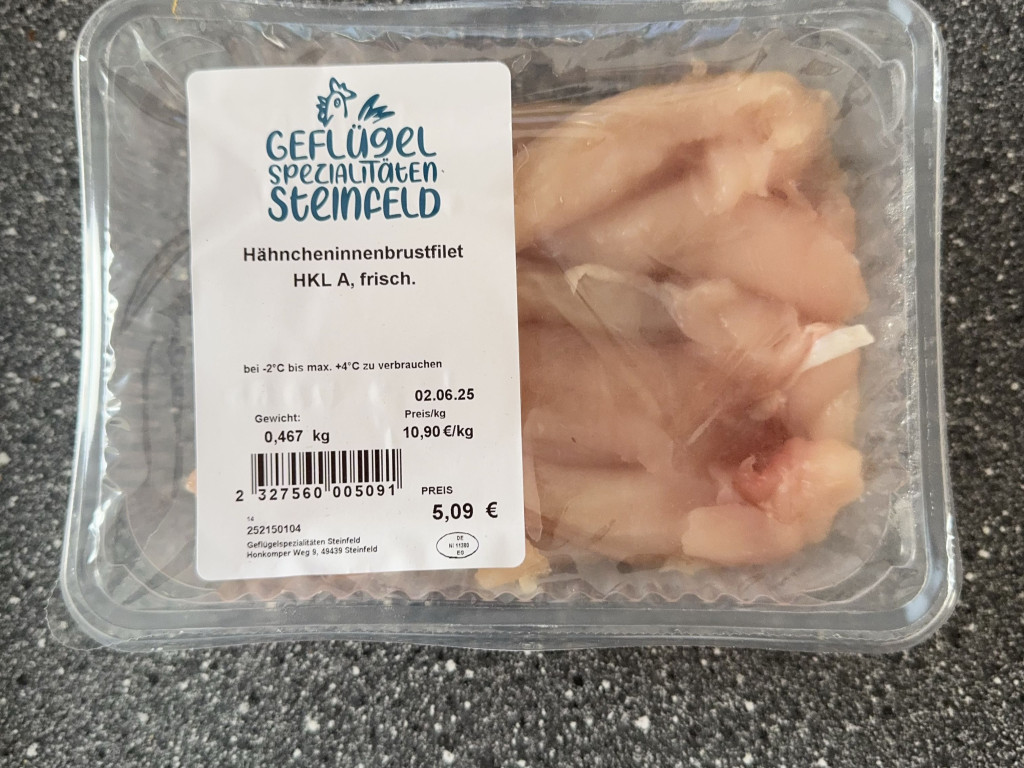 GEFLÜGEL
SPEZIALITÄTEN
STEINFELD
Hähncheninnenbrustfilet
HKL A, frisch.
bei -2°C bis max. +4°C zu verbrauchen
02.06.25
Gewicht: Preis/kg
0,467 kg 10,90 €/kg
2 327560 005091
PREIS
5,09 €
14
252150104
Geflügelspezialitäten Steinfeld
Honkomper Weg 9, 49439 Steinfeld
DE
EG